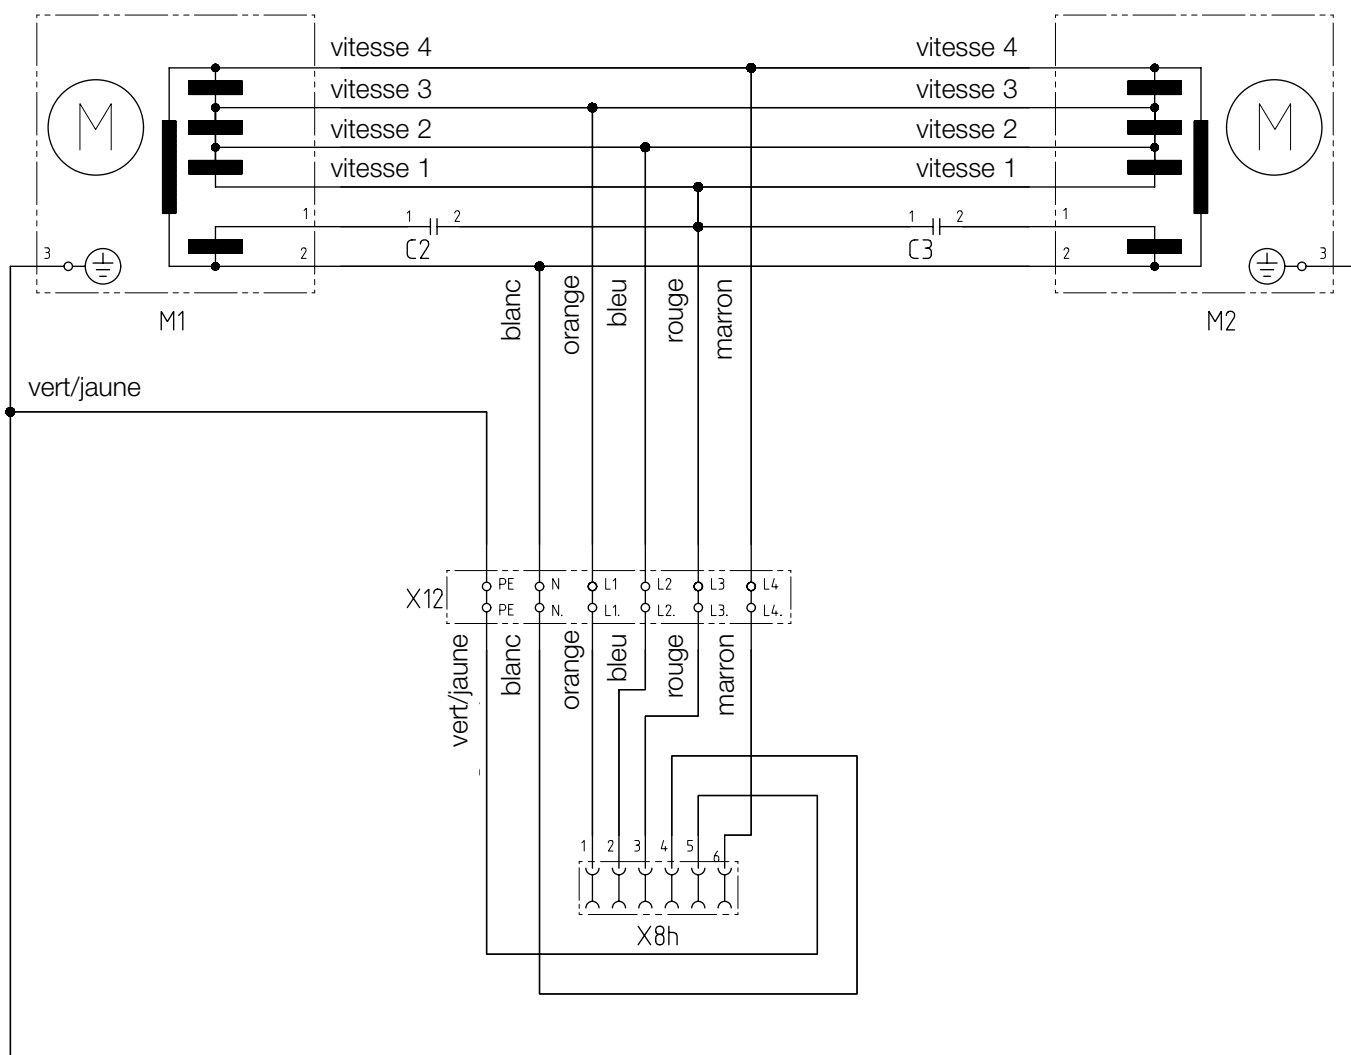 vitesse 4 vitesse 4
vitesse 3 vitesse 3
M M
vitesse 2 vitesse 2
vitesse 1 vitesse 1
1 1 2 1 2 1
3 2 C2 C3 2 3
M1 M2
blanc
orange
bleu
rouge
marron
vert/jaune
PE N L1 L2 L3 L4
X12
PE N. L1. L2. L3. L4.
vert/jaune
blanc
orange
bleu
rouge
marron
1 2 3 4 5 6
X8h